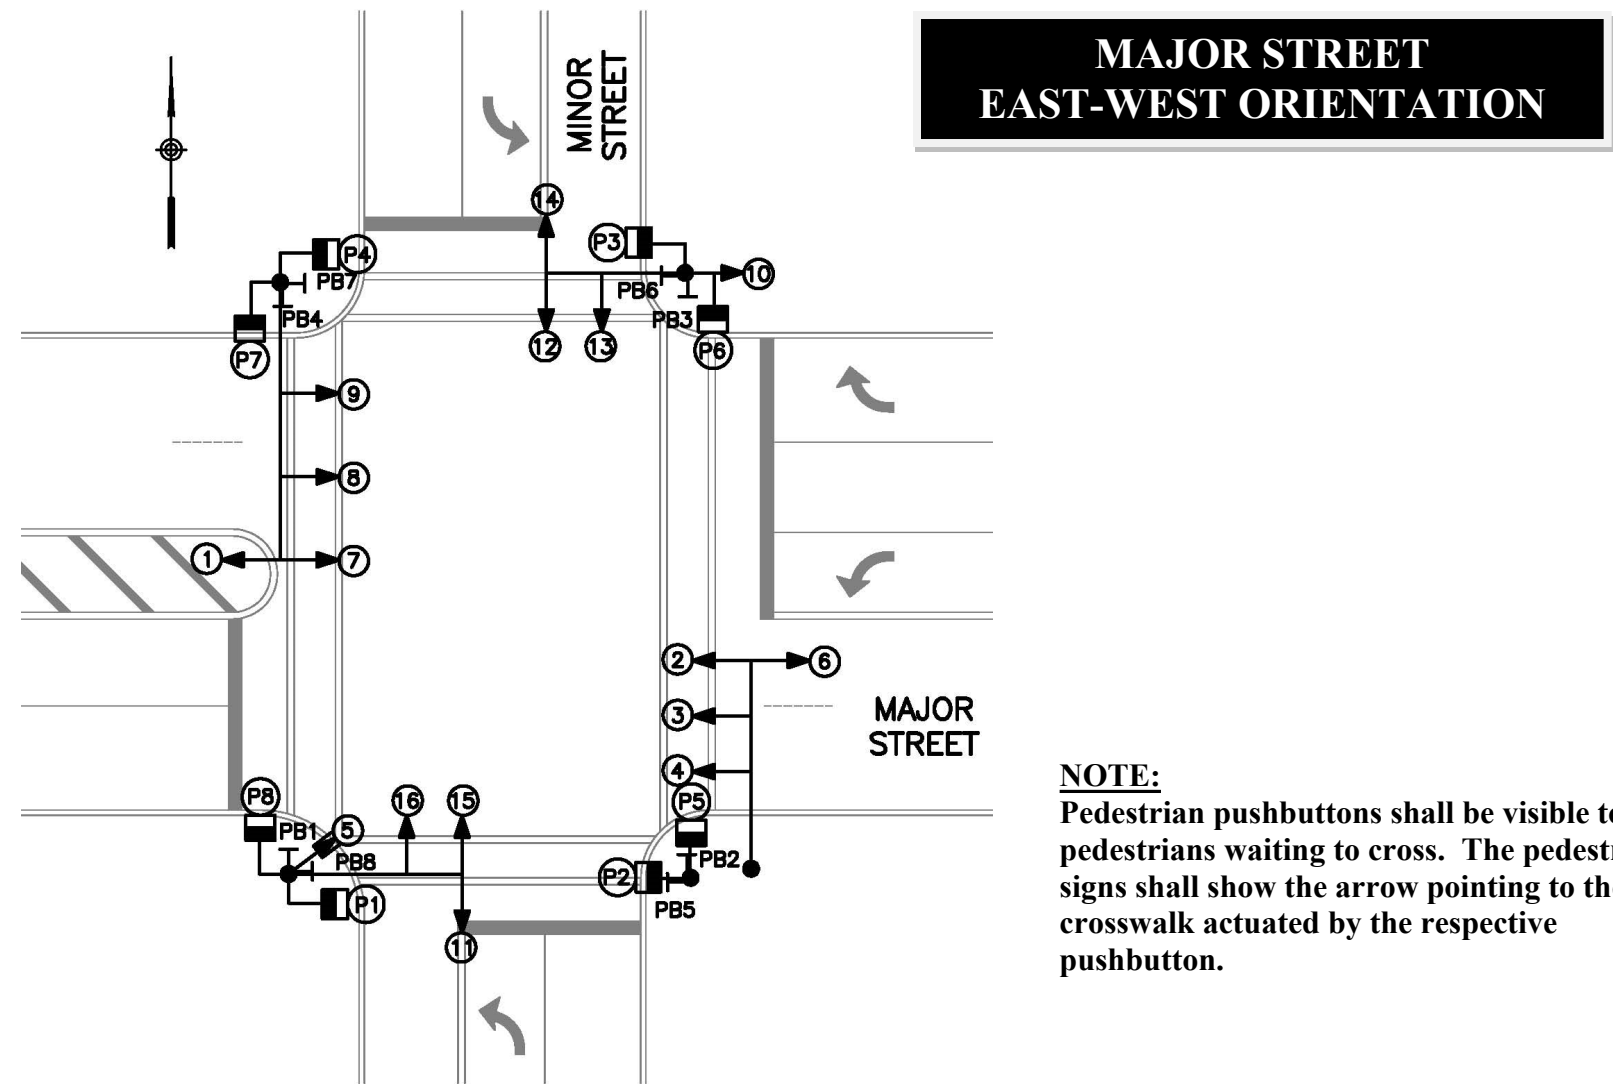 MAJOR STREET
EAST-WEST ORIENTATION
MINOR
STREET
14
P4
P3
PB7
PB6
10
PB4
PB3
P7
12
13
P6
9
8
1
7
2
6
3
MAJOR
STREET
4
P8
16
15
P5
PB1
5
PB8
PB2
P2
P1
PB5
11
NOTE:
Pedestrian pushbuttons shall be visible to
pedestrians waiting to cross. The pedestr
signs shall show the arrow pointing to the
crosswalk actuated by the respective
pushbutton.